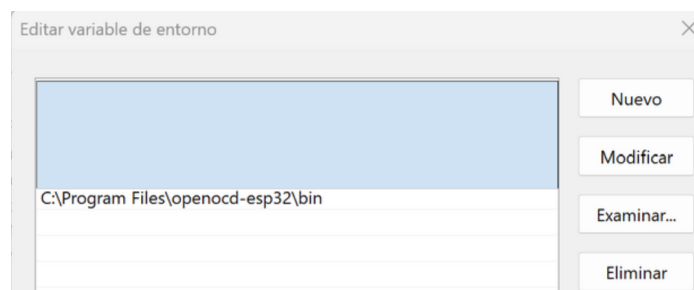 Editar variable de entorno
Nuevo
Modificar
C:\Program Files\openocd-esp32\bin
Examinar...
Eliminar